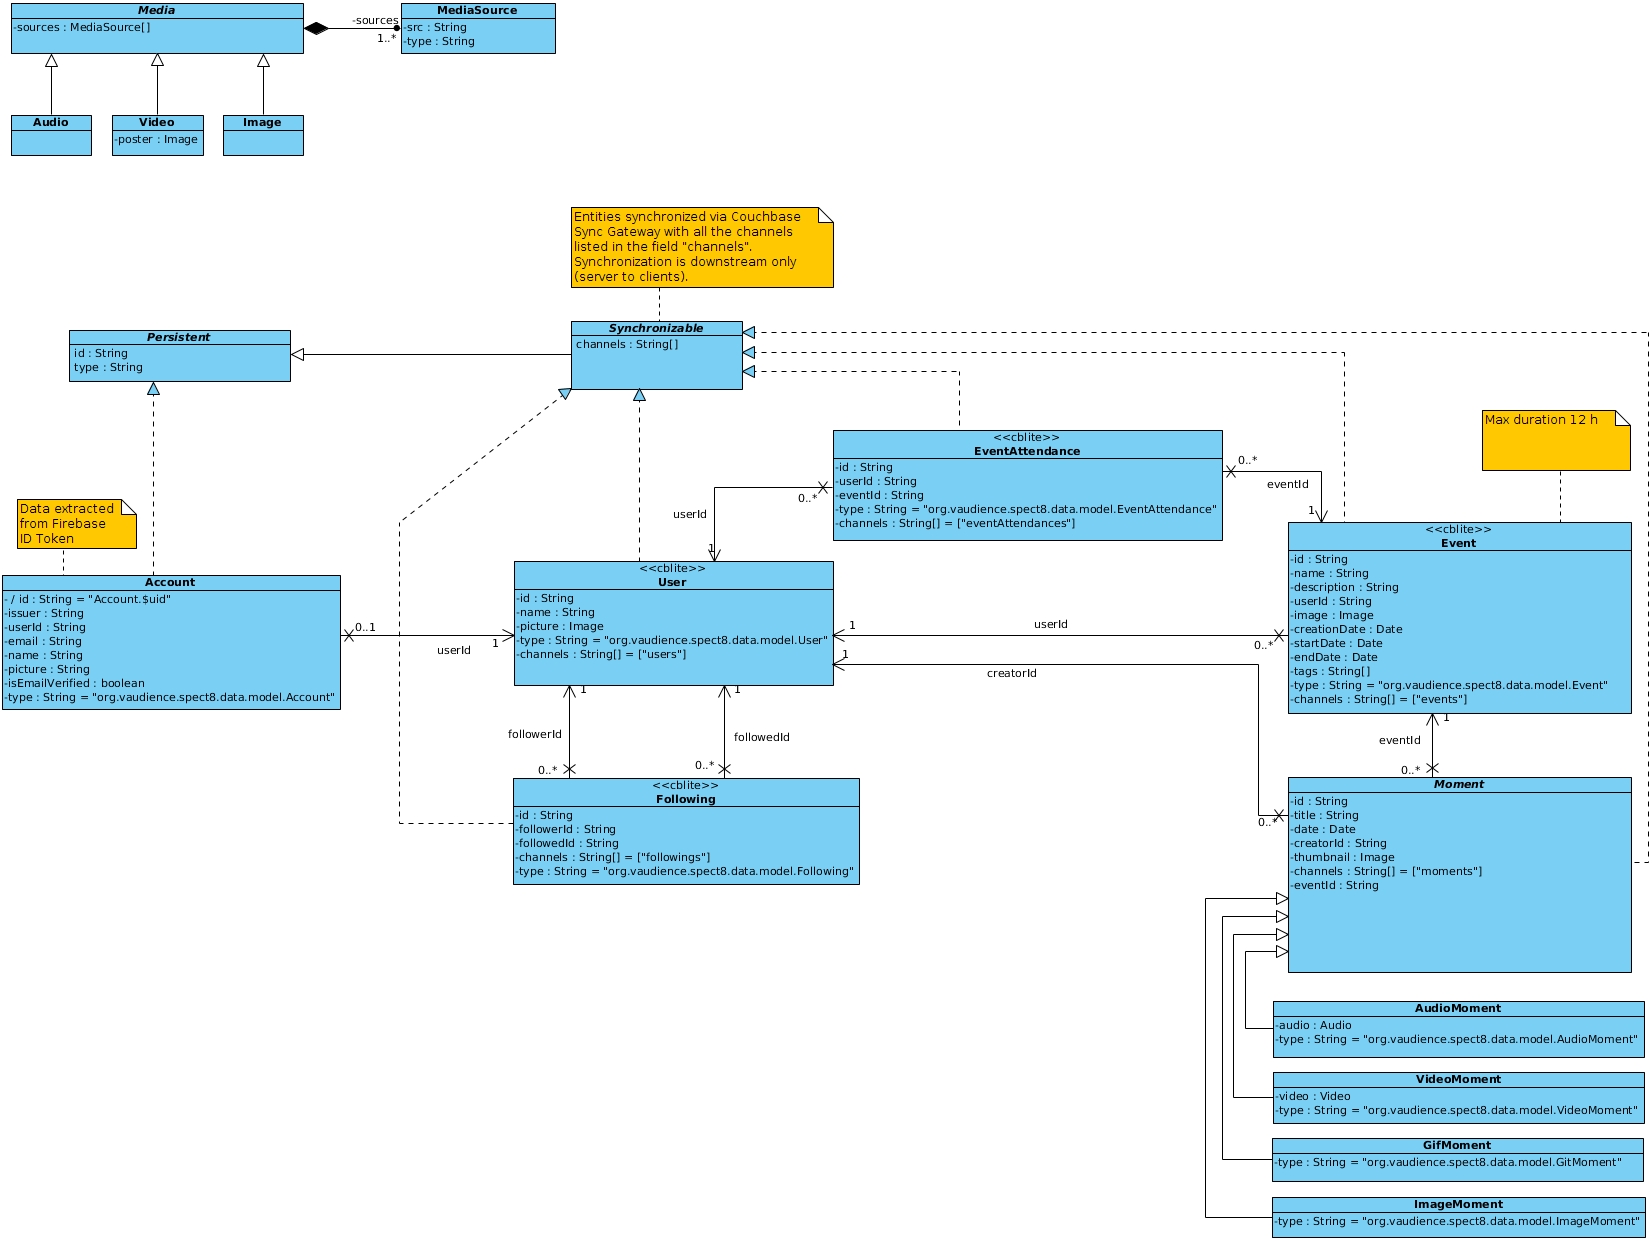 Media
-sources : MediaSource[]
-sources
1..*
MediaSource
-src : String
-type : String
Audio
Video
-poster : Image
Image
Entities synchronized via Couchbase
Sync Gateway with all the channels
listed in the field "channels".
Synchronization is downstream only
(server to clients).
Persistent
id : String
type : String
Synchronizable
channels : String[]
Max duration 12 h
<<cblite>>
EventAttendance
-id : String
-userId : String
-eventId : String
-type : String = "org.vaudience.spect8.data.model.EventAttendance"
-channels : String[] = ["eventAttendances"]
0..*
eventId
1
0..*
userId
1
Data extracted
from Firebase
ID Token
Account
- / id : String = "Account.$uid"
-issuer : String
-userId : String
-email : String
-name : String
-picture : String
-isEmailVerified : boolean
-type : String = "org.vaudience.spect8.data.model.Account"
0..1
userId
1
<<cblite>>
User
-id : String
-name : String
-picture : Image
-type : String = "org.vaudience.spect8.data.model.User"
-channels : String[] = ["users"]
1
userId
0..*
1
creatorId
0..*
<<cblite>>
Event
-id : String
-name : String
-description : String
-userId : String
-image : Image
-creationDate : Date
-startDate : Date
-endDate : Date
-tags : String[]
-type : String = "org.vaudience.spect8.data.model.Event"
-channels : String[] = ["events"]
1
followerId
0..*
1
followedId
0..*
1
eventId
0..*
<<cblite>>
Following
-id : String
-followerId : String
-followedId : String
-channels : String[] = ["followings"]
-type : String = "org.vaudience.spect8.data.model.Following"
Moment
-id : String
-title : String
-date : Date
-creatorId : String
-thumbnail : Image
-channels : String[] = ["moments"]
-eventId : String
AudioMoment
-audio : Audio
-type : String = "org.vaudience.spect8.data.model.AudioMoment"
VideoMoment
-video : Video
-type : String = "org.vaudience.spect8.data.model.VideoMoment"
GifMoment
-type : String = "org.vaudience.spect8.data.model.GitMoment"
ImageMoment
-type : String = "org.vaudience.spect8.data.model.ImageMoment"